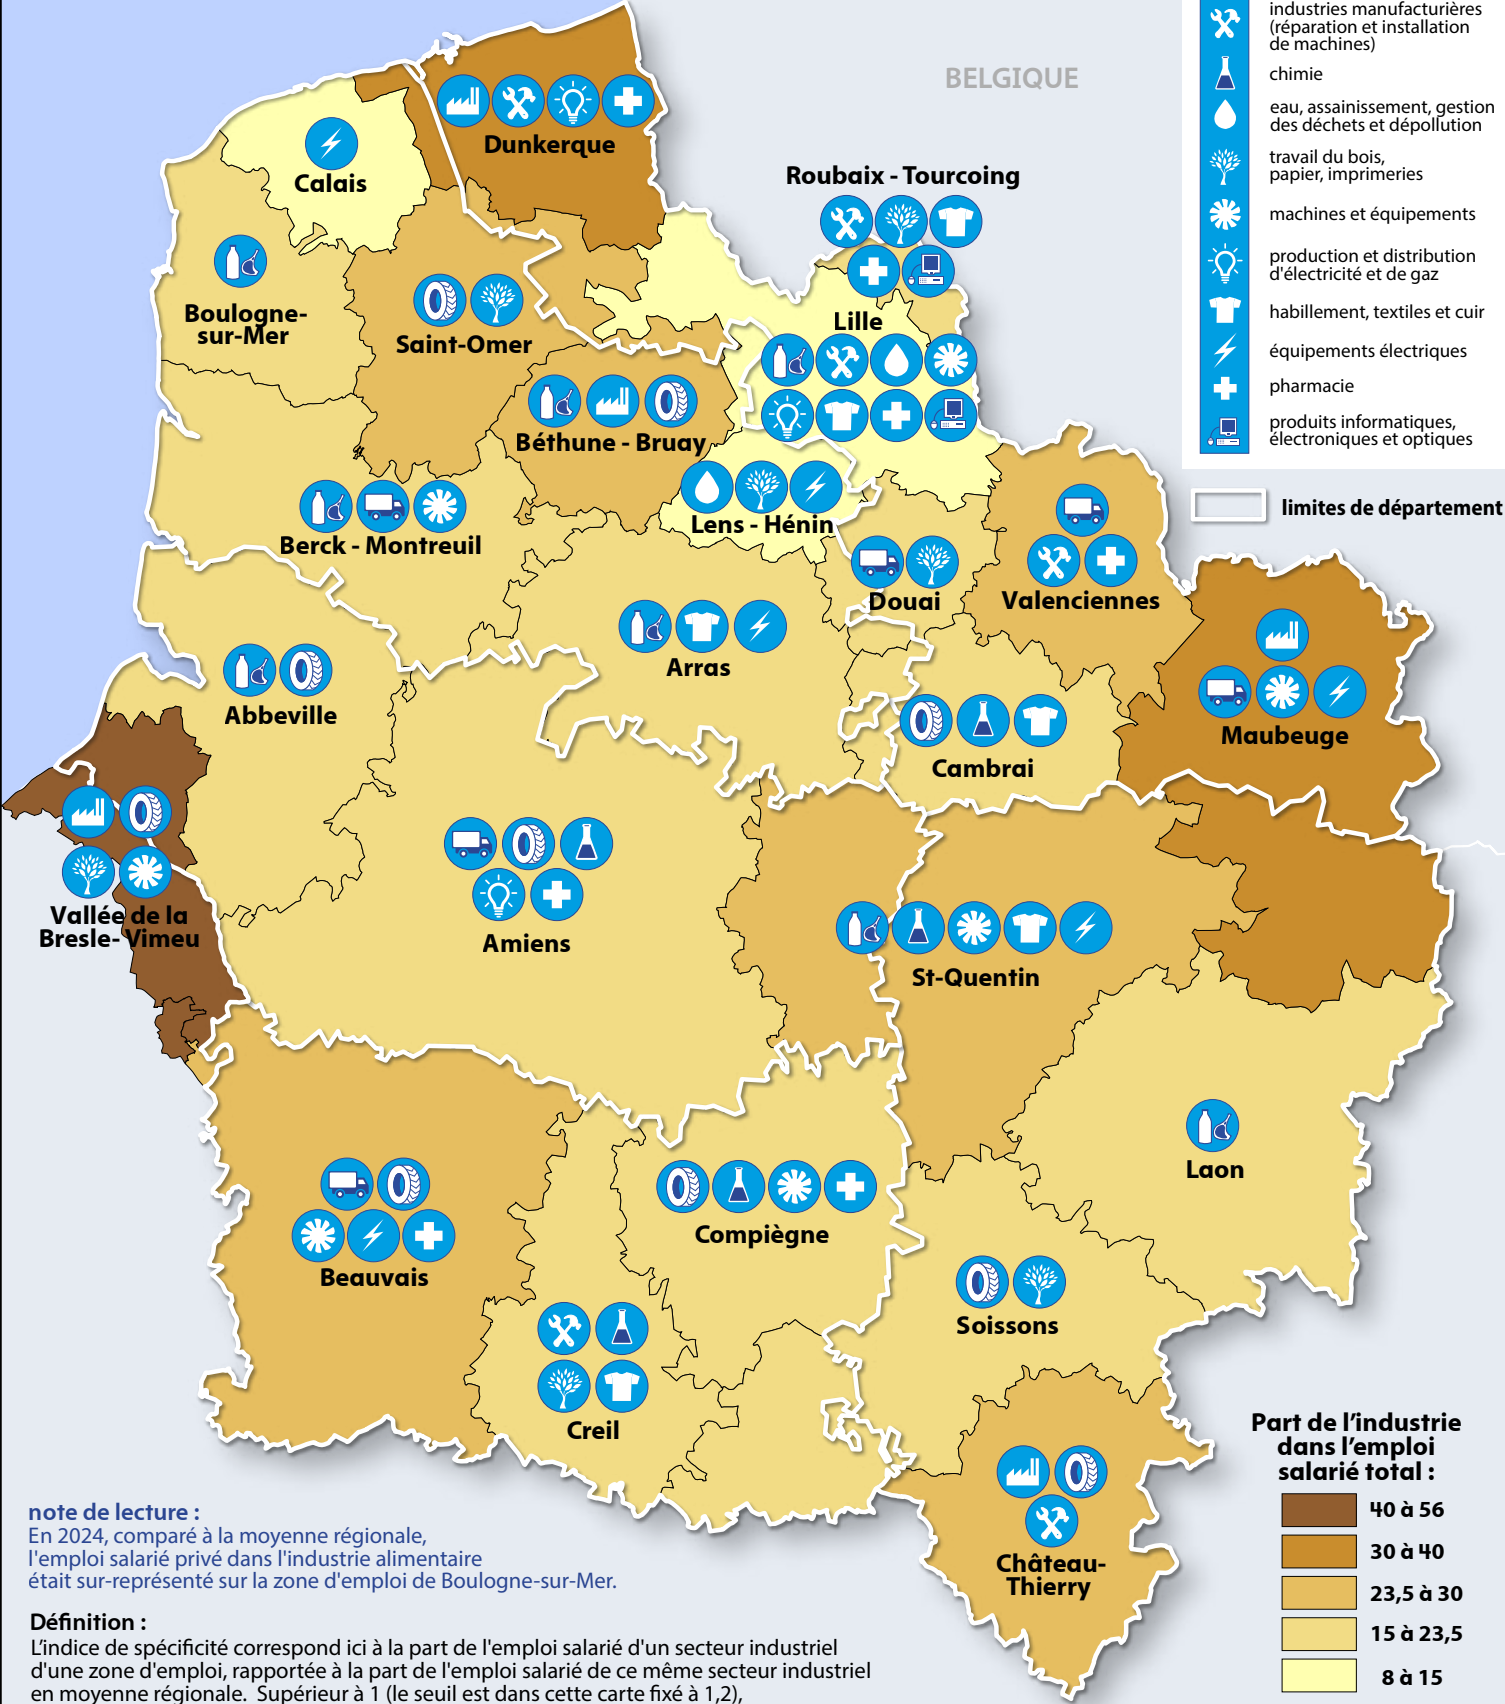 industries manufacturières
(réparation et installation
de machines)
chimie
eau, assainissement, gestion
des déchets et dépollution
travail du bois,
papier, imprimeries
machines et équipements
production et distribution
d'électricité et de gaz
habillement, textiles et cuir
équipements électriques
pharmacie
produits informatiques,
électroniques et optiques
limites de département
BELGIQUE
Dunkerque
Calais
Roubaix - Tourcoing
Boulogne-
sur-Mer
Saint-Omer
Lille
Béthune - Bruay
Lens - Hénin
Berck - Montreuil
Douai
Valenciennes
Arras
Abbeville
Cambrai
Maubeuge
Vallée de la
Bresle- Vimeu
Amiens
St-Quentin
Laon
Compiègne
Beauvais
Soissons
Creil
Château-
Thierry
Part de l'industrie
dans l'emploi
salarié total :
40 à 56
30 à 40
23,5 à 30
15 à 23,5
8 à 15
note de lecture :
En 2024, comparé à la moyenne régionale,
l'emploi salarié privé dans l'industrie alimentaire
était sur-représenté sur la zone d'emploi de Boulogne-sur-Mer.
Définition :
L'indice de spécificité correspond ici à la part de l'emploi salarié d'un secteur industriel
d'une zone d'emploi, rapportée à la part de l'emploi salarié de ce même secteur industriel
en moyenne régionale. Supérieur à 1 (le seuil est dans cette carte fixé à 1,2),